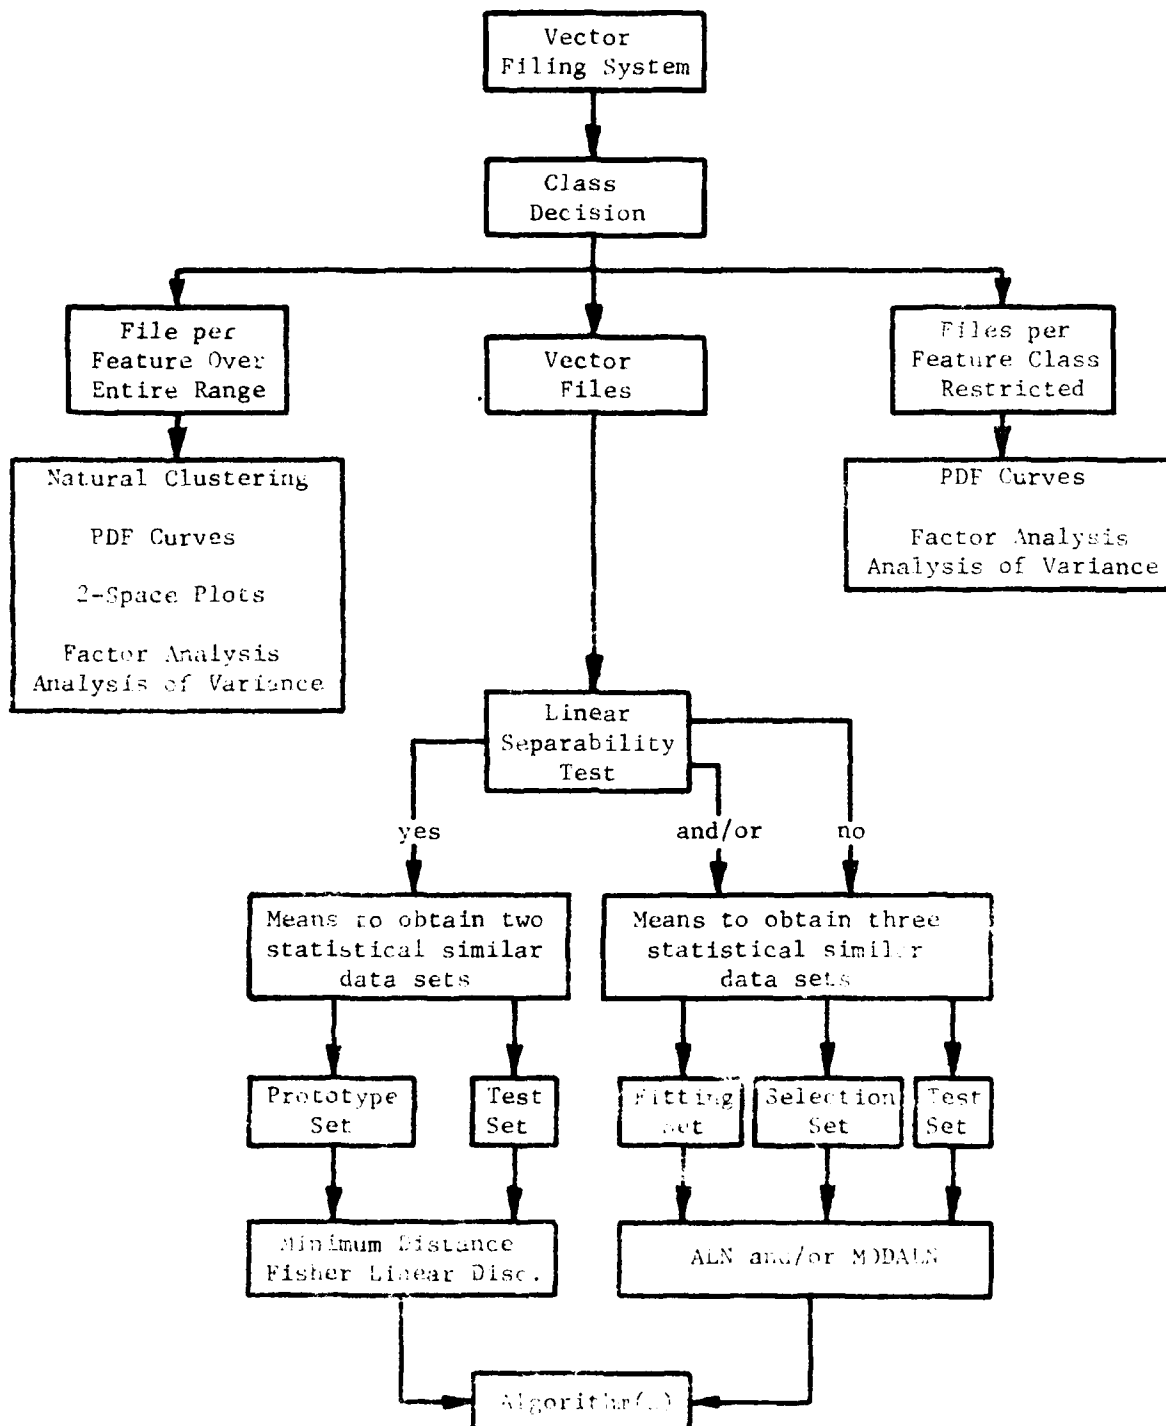 Vector
Filing System
Class
Decision
File per
Feature Over
Entire Range
Vector
Files
Files per
Feature Class
Restricted
Natural Clustering
PDF Curves
2-Space Plots
Factor Analysis
Analysis of Variance
PDF Curves
Factor Analysis
Analysis of Variance
Linear
Separability
Test
yes
and/or
no
Means to obtain two
statistical similar
data sets
Means to obtain three
statistical similar
data sets
Prototype
Set
Test
Set
Fitting
Set
Selection
Set
Test
Set
Minimum Distance
Fisher Linear Disc.
ALN and/or MODALN
Algorithm(s)